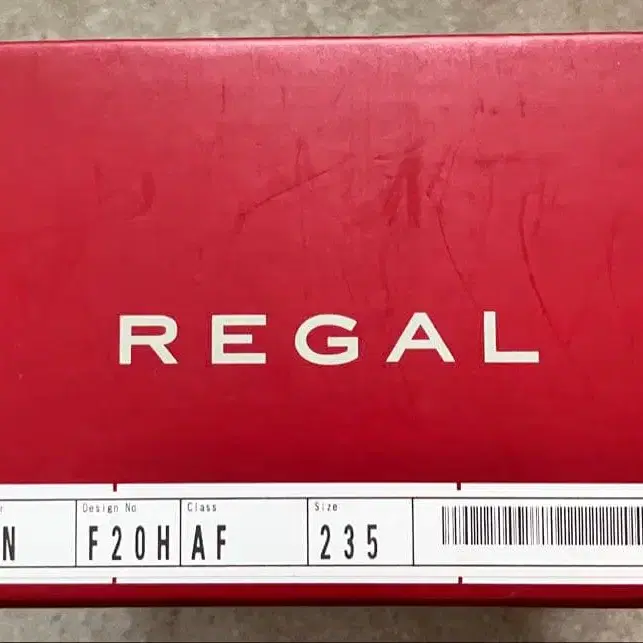 REGAL
r Design No. Class Size
N F20H AF 235